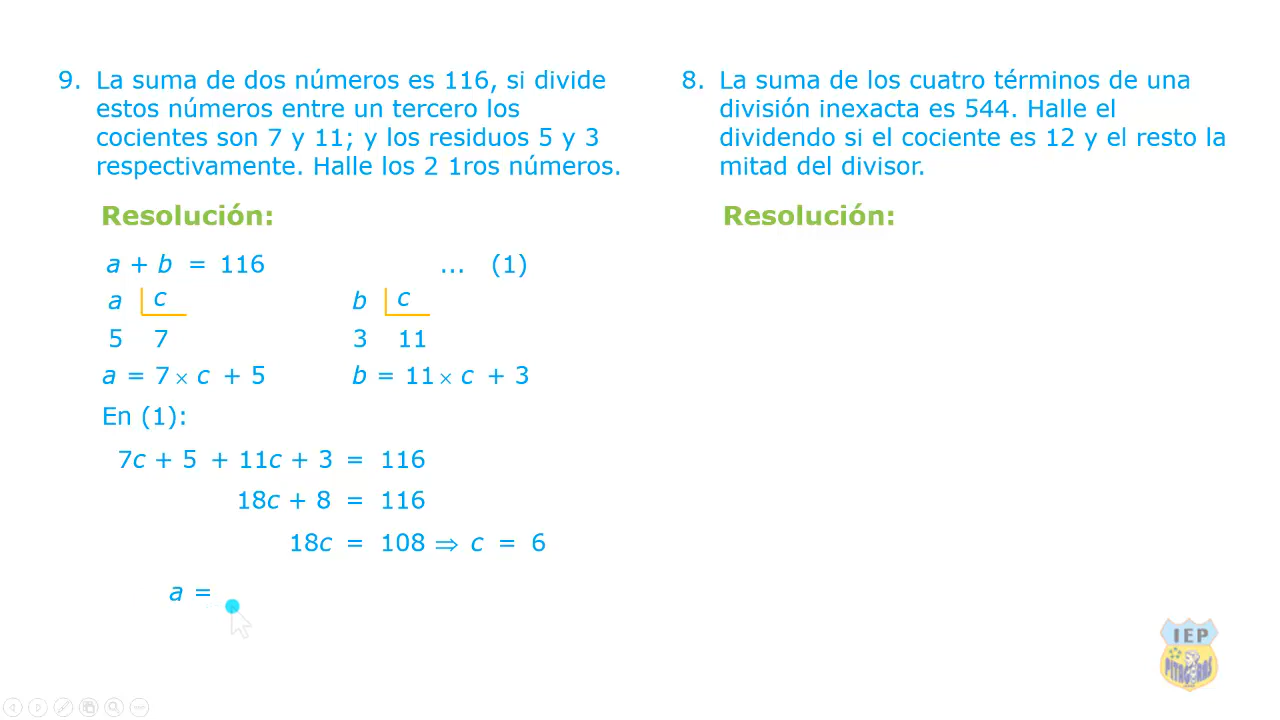 9. La suma de dos números es 116, si divide
estos números entre un tercero los
cocientes son 7 y 11; y los residuos 5 y 3
respectivamente. Halle los 2 1ros números.
Resolución:
a + b = 116 ... (1)
a c b c
5 7 3 11
a = 7 × c + 5 b = 11 × c + 3
En (1):
7c + 5 + 11c + 3 = 116
18c + 8 = 116
18c = 108 ⇒ c = 6
a =
8. La suma de los cuatro términos de una
división inexacta es 544. Halle el
dividendo si el cociente es 12 y el resto la
mitad del divisor.
Resolución:
IEP
PITAGORAS